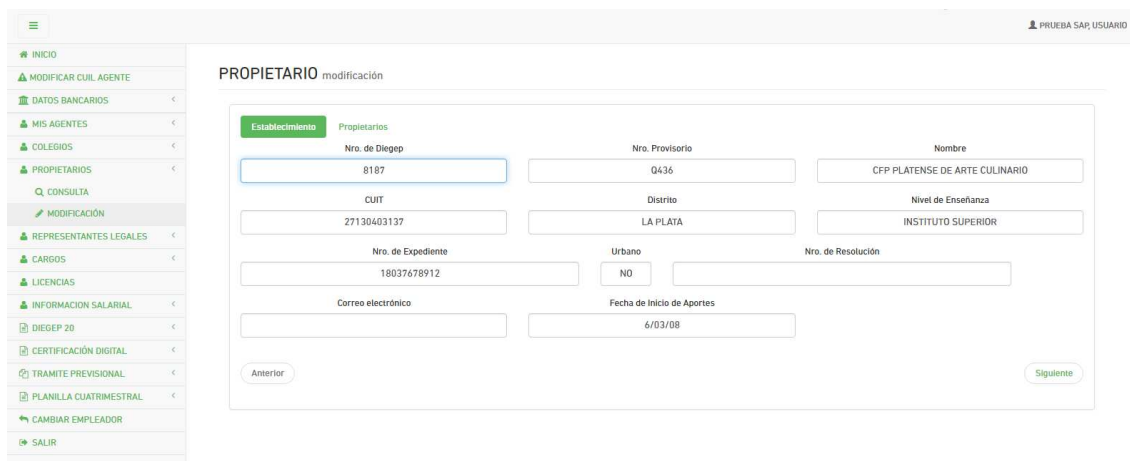 PRUEBA SAP, USUARIO
INICIO
MODIFICAR CUIL AGENTE
DATOS BANCARIOS
MIS AGENTES
COLEGIOS
PROPIETARIOS
CONSULTA
MODIFICACIÓN
REPRESENTANTES LEGALES
CARGOS
LICENCIAS
INFORMACION SALARIAL
DIEGEP 20
CERTIFICACIÓN DIGITAL
TRAMITE PREVISIONAL
PLANILLA CUATRIMESTRAL
CAMBIAR EMPLEADOR
SALIR
PROPIETARIO modificación
Establecimiento Propietarios
Nro. de Diegep Nro. Provisorio Nombre
8187 Q436 CFP PLATENSE DE ARTE CULINARIO
CUIT Distrito Nivel de Enseñanza
27130403137 LA PLATA INSTITUTO SUPERIOR
Nro. de Expediente Urbano Nro. de Resolución
18037678912 NO
Correo electrónico Fecha de Inicio de Aportes
6/03/08
Anterior Siguiente